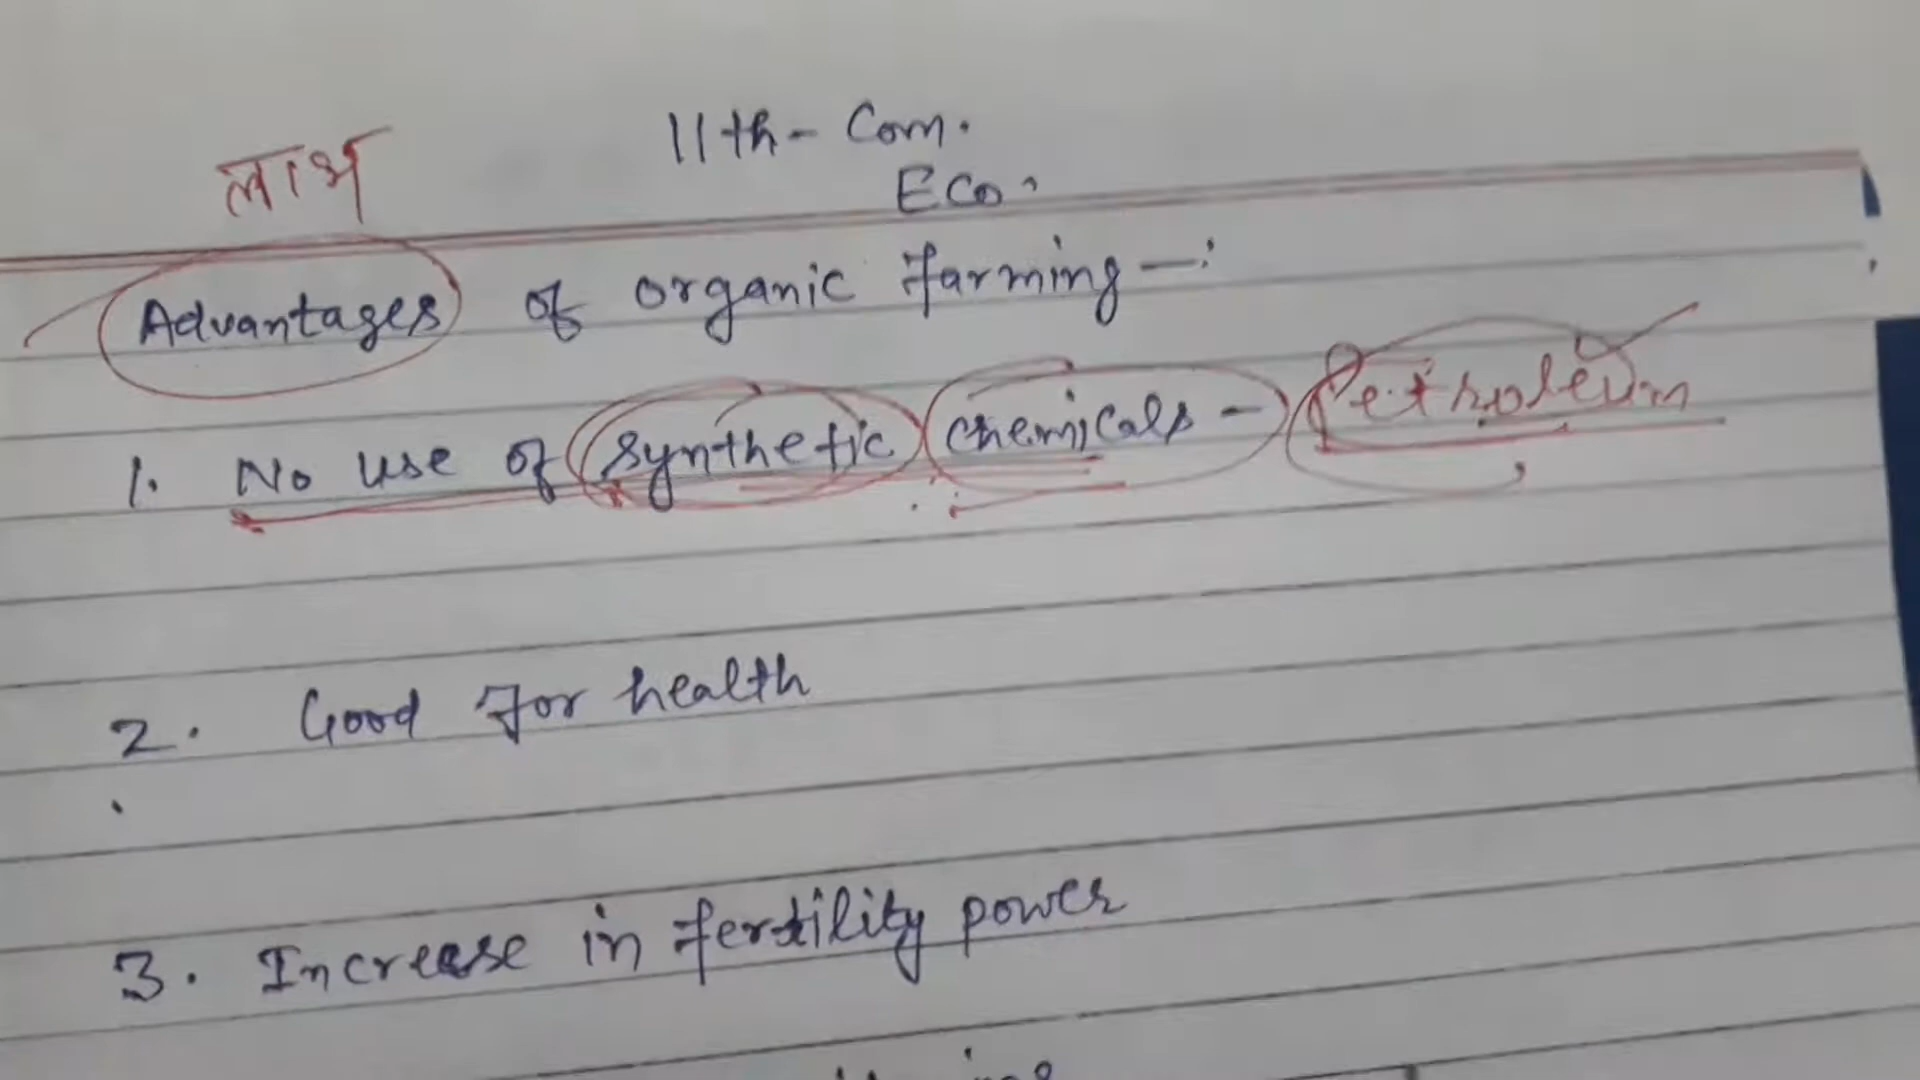 11th - Com.
Eco.
लाभ
Advantages of organic farming -:
1. No use of synthetic chemicals - Petroleum
2. Good for health
3. Increase in fertility power